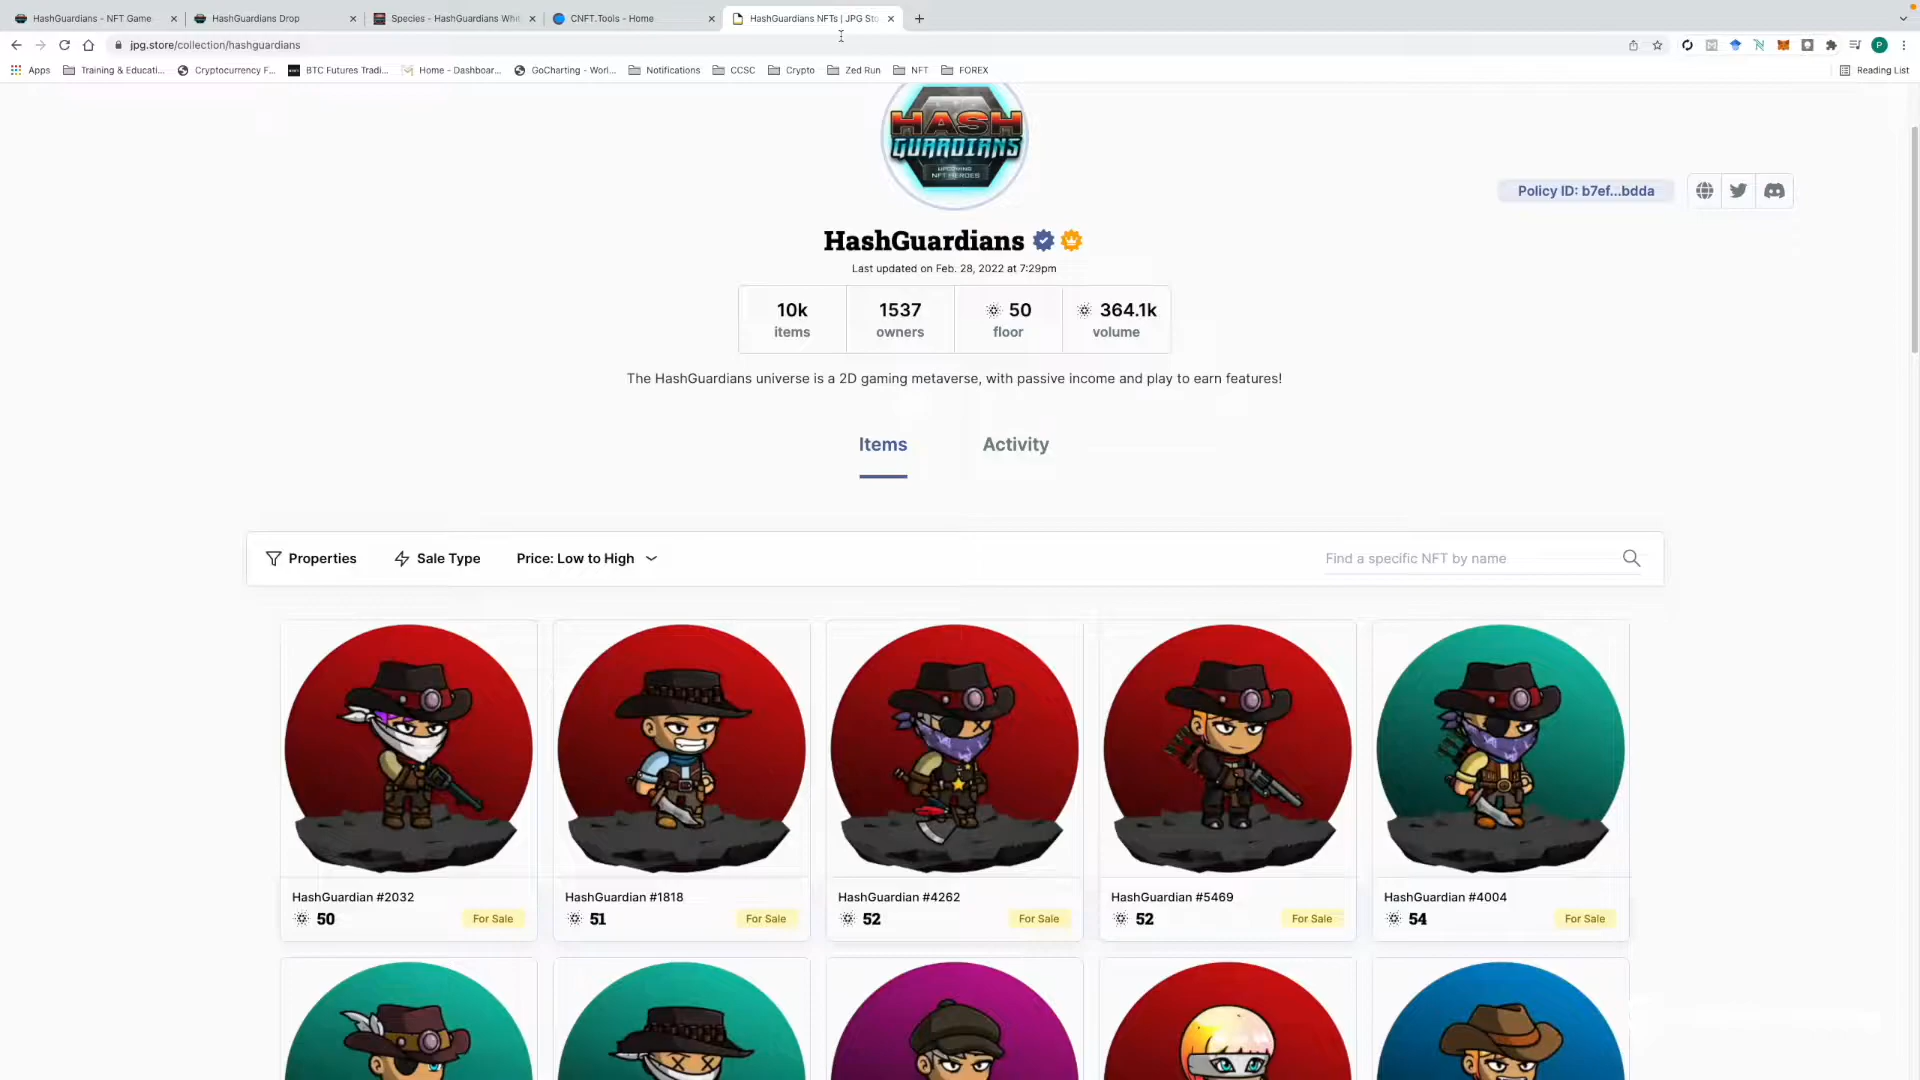 HashGuardians - NFT Game
HashGuardians Drop
Species - HashGuardians Whi
CNFT.Tools - Home
HashGuardians NFTs | JPG Sto
jpg.store/collection/hashguardians
P
Apps
Training & Educati...
Cryptocurrency F...
BTC Futures Tradi...
Home - Dashboar...
GoCharting - Worl...
Notifications
CCSC
Crypto
Zed Run
NFT
FOREX
Reading List
HASH
GUARDIANS
UPCOMING
NFT HEROES
Policy ID: b7ef...bdda
HashGuardians
Last updated on Feb. 28, 2022 at 7:29pm
10k
items
1537
owners
50
floor
364.1k
volume
The HashGuardians universe is a 2D gaming metaverse, with passive income and play to earn features!
Items
Activity
Properties
Sale Type
Price: Low to High
Find a specific NFT by name
HashGuardian #2032
50
For Sale
HashGuardian #1818
51
For Sale
HashGuardian #4262
52
For Sale
HashGuardian #5469
52
For Sale
HashGuardian #4004
54
For Sale